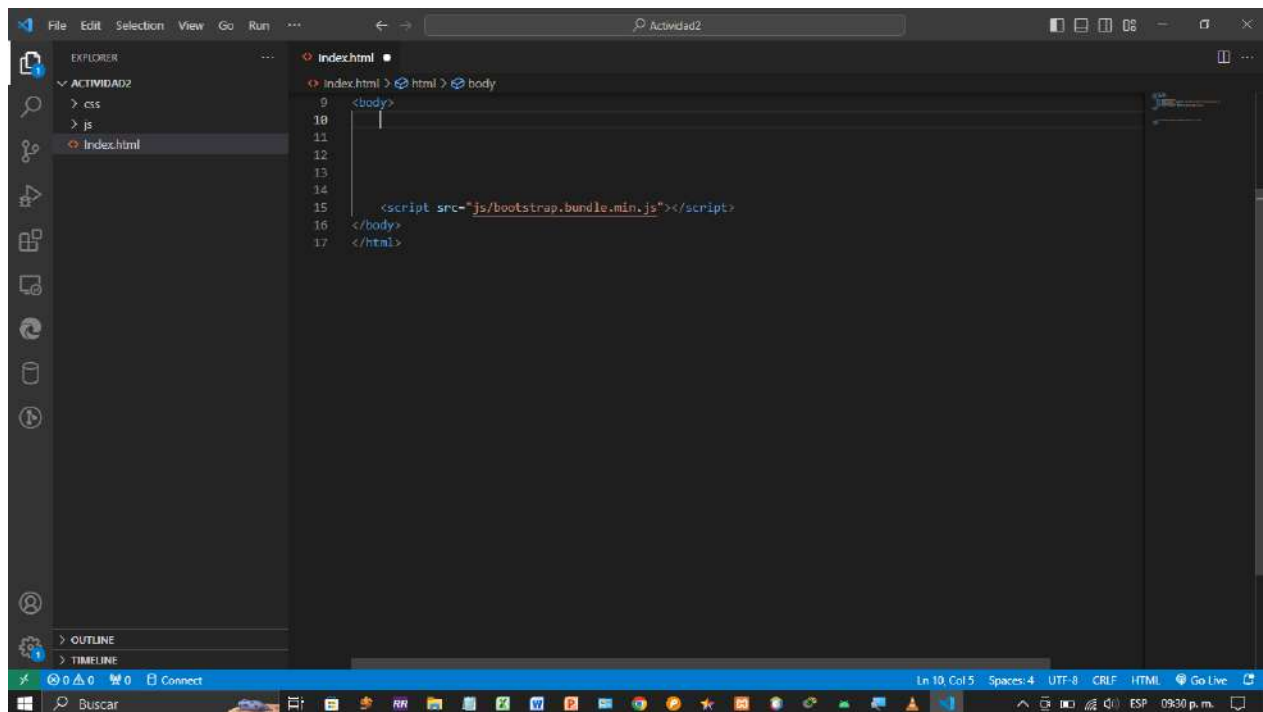 File Edit Selection View Go Run ··· Actividad2
EXPLORER ···
Index.html
ACTIVIDAD2
Index.html > html > body
css
js
Index.html
9 <body>
10
11
12
13
14
15 <script src="js/bootstrap.bundle.min.js"></script>
16 </body>
17 </html>
OUTLINE
TIMELINE
0 0 0 Connect Ln 10, Col 5 Spaces: 4 UTF-8 CRLF HTML Go Live
Buscar ESP 09:30 p. m.